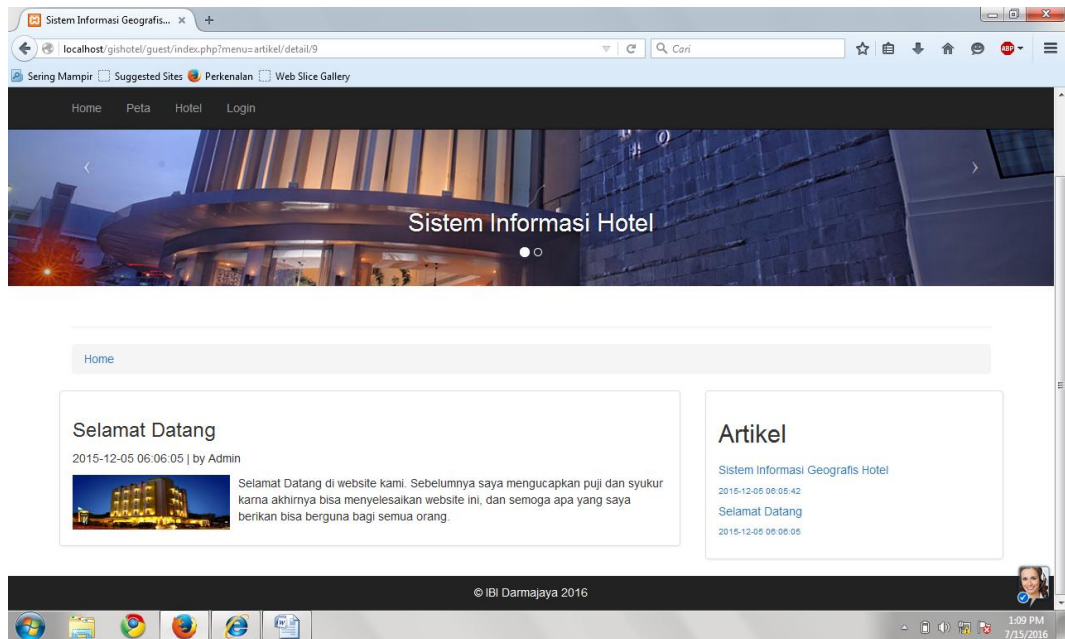 Sistem Informasi Geografis...
localhost/gishotel/guest/index.php?menu=artikel/detail/9
Cari
ABP
Sering Mampir Suggested Sites Perkenalan Web Slice Gallery
Home Peta Hotel Login
H O
Sistem Informasi Hotel
Home
Selamat Datang
2015-12-05 06:06:05 | by Admin
Selamat Datang di website kami. Sebelumnya saya mengucapkan puji dan syukur
karna akhirnya bisa menyelesaikan website ini, dan semoga apa yang saya
berikan bisa berguna bagi semua orang.
Artikel
Sistem Informasi Geografis Hotel
2015-12-05 06:05:42
Selamat Datang
2015-12-05 06:06:05
© IBI Darmajaya 2016
1:09 PM
7/15/2016